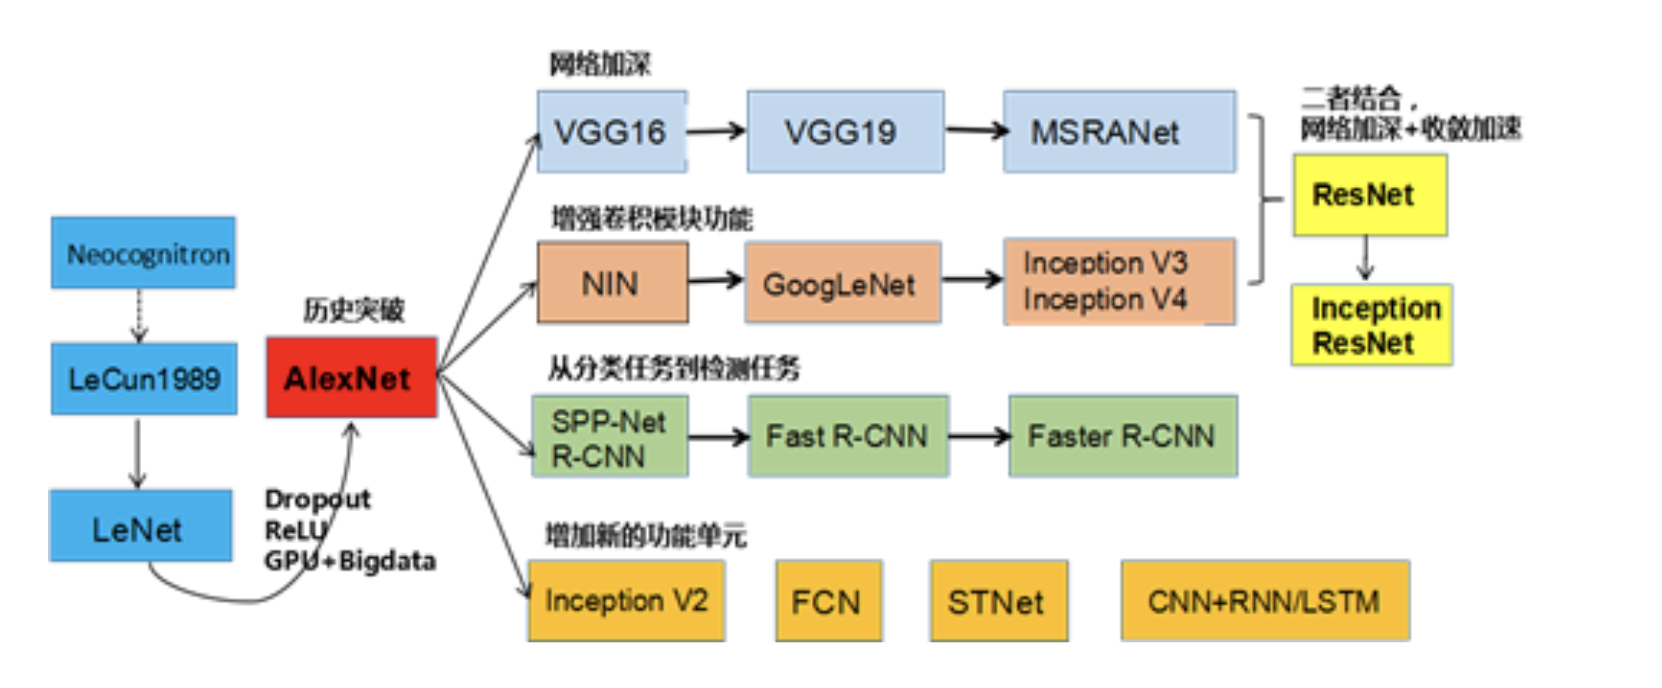 Neocognitron
LeCun1989
LeNet
Dropout
ReLU
GPU+Bigdata
历史突破
AlexNet
网络加深
VGG16
VGG19
MSRANet
增强卷积模块功能
NIN
GoogLeNet
Inception V3
Inception V4
二者结合，
网络加深+收敛加速
ResNet
Inception
ResNet
从分类任务到检测任务
SPP-Net
R-CNN
Fast R-CNN
Faster R-CNN
增加新的功能单元
Inception V2
FCN
STNet
CNN+RNN/LSTM